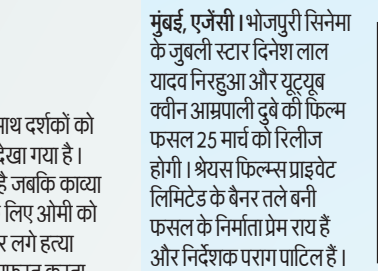 मुंबई, एजेंसी। भोजपुरी सिनेमा
के जुबली स्टार दिनेश लाल
यादव निरहुआ और यूट्यूब
क्वीन आम्रपाली दुबे की फिल्म
फसल 25 मार्च को रिलीज
होगी। श्रेयस फिल्म्स प्राइवेट
लिमिटेड के बैनर तले बनी
फसल के निर्माता प्रेम राय हैं
और निर्देशक पराग पाटिल हैं।
दर्शकों को
देखा गया है।
है जबकि काव्या
लिए ओमी को
लगे हत्या